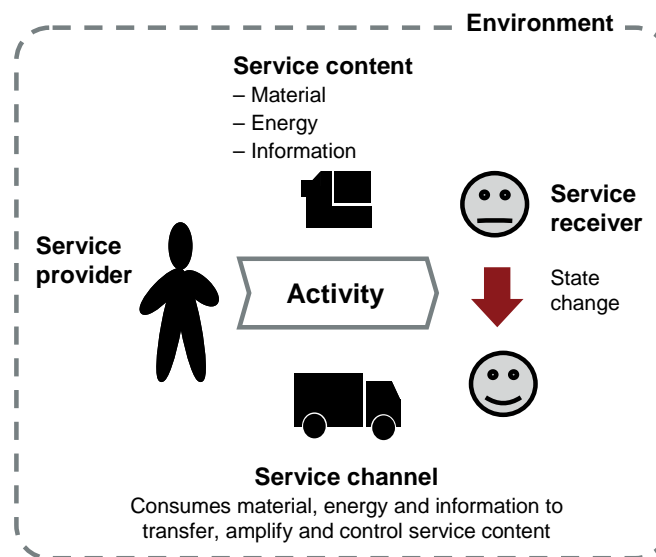 Environment
Service content
– Material
– Energy
– Information
Service
receiver
Service
provider
Activity
State
change
Service channel
Consumes material, energy and information to
transfer, amplify and control service content